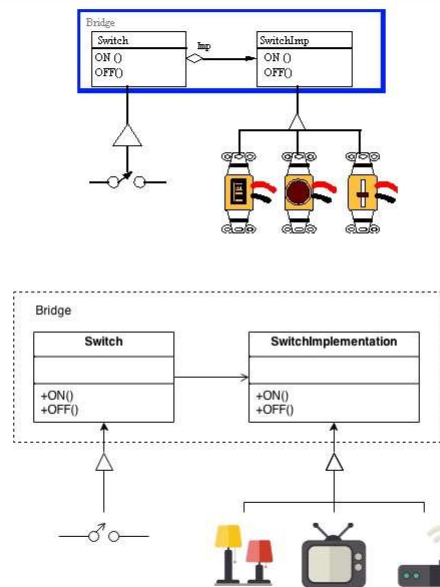 Bridge
Switch
Imp
SwitchImp
ON ()
OFF()
ON ()
OFF()
Bridge
Switch
SwitchImplementation
+ON()
+OFF()
+ON()
+OFF()